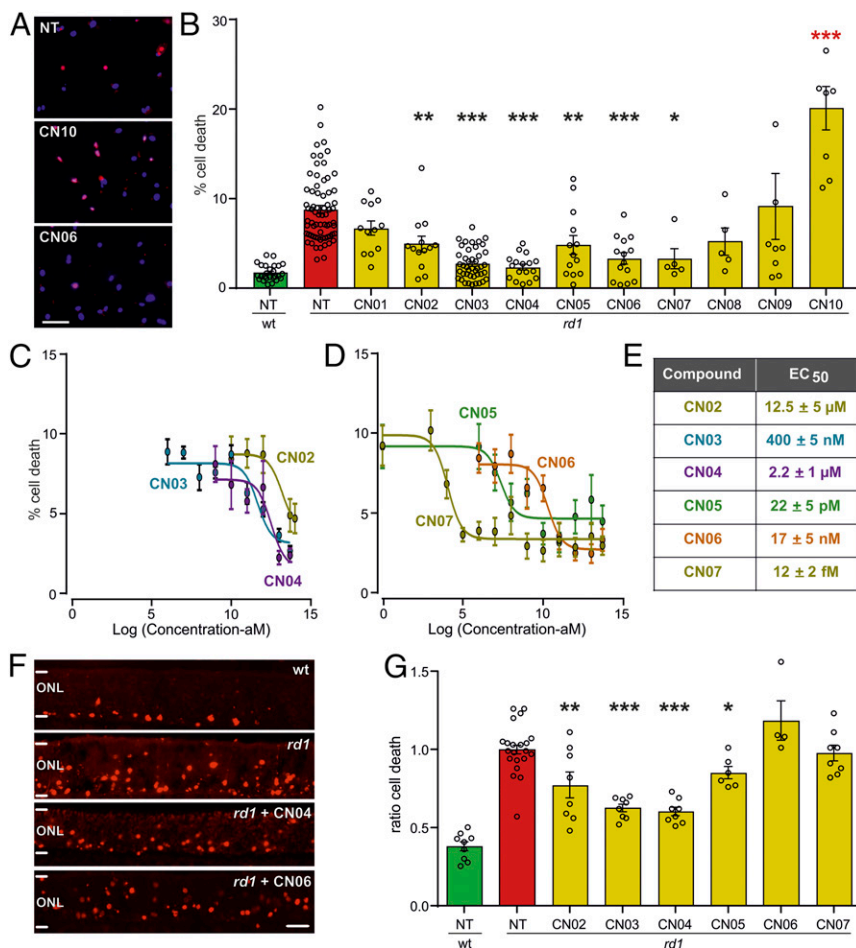 A
NT
CN10
CN06
B
% cell death
30
20
10
0
** *** *** ** *** * ***
NT NT CN01 CN02 CN03 CN04 CN05 CN06 CN07 CN08 CN09 CN10
wt rd1
C
% cell death
15
10
5
0
CN02
CN03
CN04
0 5 10 15
Log (Concentration-aM)
D
15
10
5
0
CN05
CN06
CN07
0 5 10 15
Log (Concentration-aM)
E
Compound EC50
CN02 12.5 ± 5 µM
CN03 400 ± 5 nM
CN04 2.2 ± 1 µM
CN05 22 ± 5 pM
CN06 17 ± 5 nM
CN07 12 ± 2 fM
F
wt
ONL
rd1
ONL
rd1 + CN04
ONL
rd1 + CN06
ONL
G
ratio cell death
1.5
1.0
0.5
0.0
** *** *** *
NT NT CN02 CN03 CN04 CN05 CN06 CN07
wt rd1